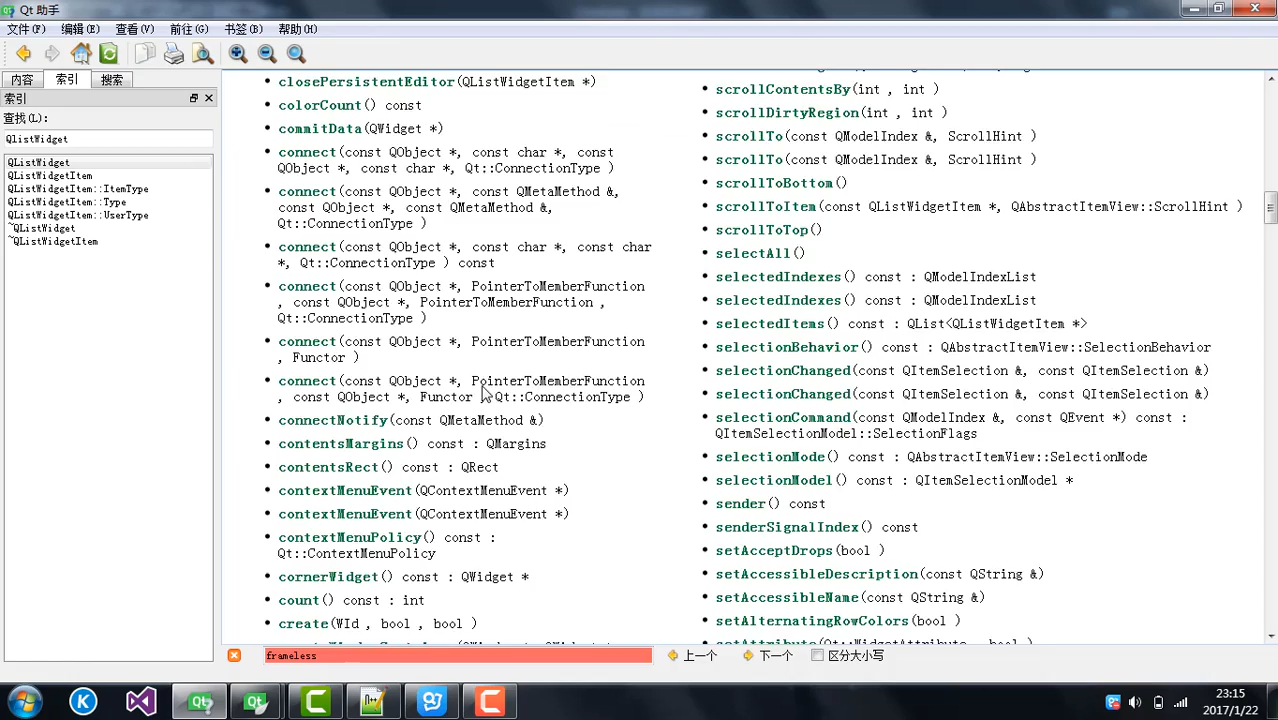 Qt 助手
文件(F) 编辑(E) 查看(V) 前往(G) 书签(B) 帮助(H)
内容 索引 搜索
索引
查找(L):
QlistWidget
QListWidget
QListWidgetItem
QListWidgetItem::ItemType
QListWidgetItem::Type
QListWidgetItem::UserType
~QListWidget
~QListWidgetItem
• closePersistentEditor(QListWidgetItem *)
• colorCount() const
• commitData(QWidget *)
• connect(const QObject *, const char *, const
QObject *, const char *, Qt::ConnectionType )
• connect(const QObject *, const QMetaMethod &,
const QObject *, const QMetaMethod &,
Qt::ConnectionType )
• connect(const QObject *, const char *, const char
*, Qt::ConnectionType ) const
• connect(const QObject *, PointerToMemberFunction
, const QObject *, PointerToMemberFunction ,
Qt::ConnectionType )
• connect(const QObject *, PointerToMemberFunction
, Functor )
• connect(const QObject *, PointerToMemberFunction
, const QObject *, Functor , Qt::ConnectionType )
• connectNotify(const QMetaMethod &)
• contentsMargins() const : QMargins
• contentsRect() const : QRect
• contextMenuEvent(QContextMenuEvent *)
• contextMenuEvent(QContextMenuEvent *)
• contextMenuPolicy() const :
Qt::ContextMenuPolicy
• cornerWidget() const : QWidget *
• count() const : int
• create(WId , bool , bool )
• scrollContentsBy(int , int )
• scrollDirtyRegion(int , int )
• scrollTo(const QModelIndex &, ScrollHint )
• scrollTo(const QModelIndex &, ScrollHint )
• scrollToBottom()
• scrollToItem(const QListWidgetItem *, QAbstractItemView::ScrollHint )
• scrollToTop()
• selectAll()
• selectedIndexes() const : QModelIndexList
• selectedIndexes() const : QModelIndexList
• selectedItems() const : QList<QListWidgetItem *>
• selectionBehavior() const : QAbstractItemView::SelectionBehavior
• selectionChanged(const QItemSelection &, const QItemSelection &)
• selectionChanged(const QItemSelection &, const QItemSelection &)
• selectionCommand(const QModelIndex &, const QEvent *) const :
QItemSelectionModel::SelectionFlags
• selectionMode() const : QAbstractItemView::SelectionMode
• selectionModel() const : QItemSelectionModel *
• sender() const
• senderSignalIndex() const
• setAcceptDrops(bool )
• setAccessibleDescription(const QString &)
• setAccessibleName(const QString &)
• setAlternatingRowColors(bool )
• setAttribute(Qt::WidgetAttribute , bool )
frameless 上一个 下一个 区分大小写
23:15
2017/1/22